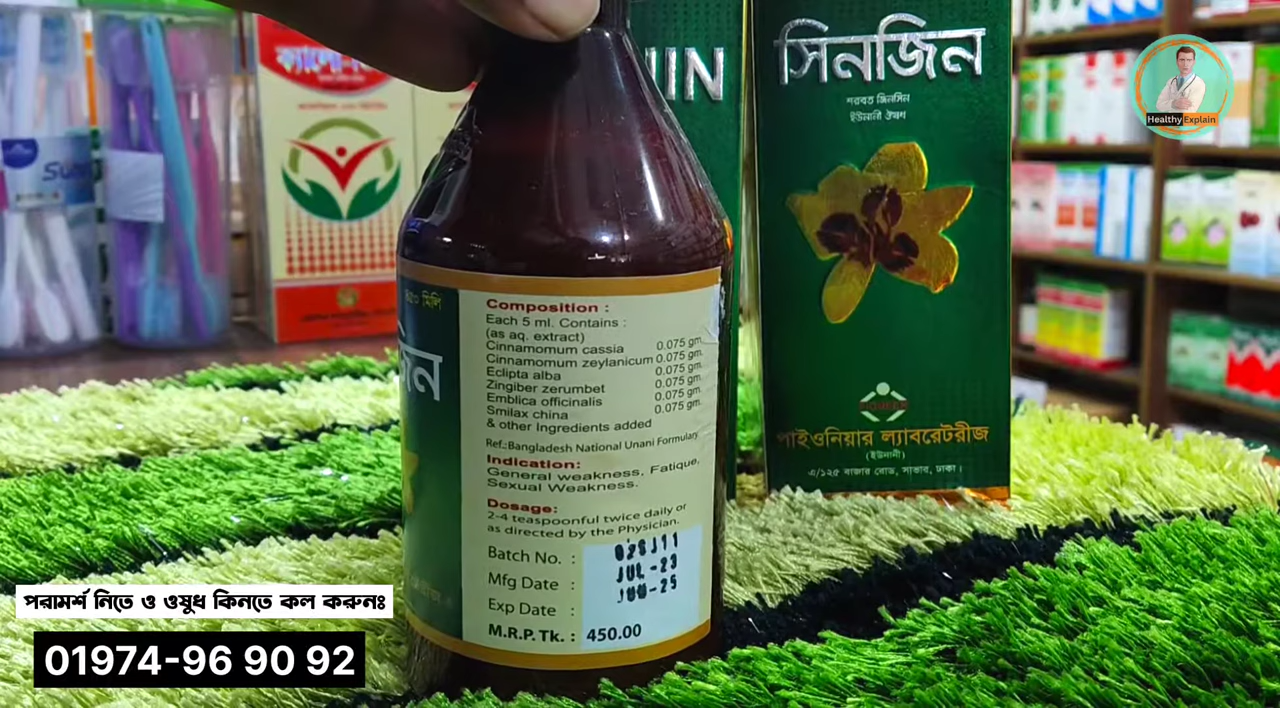 সিনজিন
শরবত জিনসিন
ইউনানী ঔষধ
IN
Healthy Explain
৪৫০ মিলি
Composition :
Each 5 ml. Contains :
(as aq. extract)
Cinnamomum cassia 0.075 gm.
Cinnamomum zeylanicum 0.075 gm.
Eclipta alba 0.075 gm.
Zingiber zerumbet 0.075 gm.
Emblica officinalis 0.075 gm.
Smilax china 0.075 gm.
& other Ingredients added
Ref.:Bangladesh National Unani Formulary
Indication:
General weakness, Fatique,
Sexual Weakness.
Dosage:
2-4 teaspoonful twice daily or
as directed by the Physician.
Batch No. :
Mfg Date : JUL-23
Exp Date : JUN-25
M.R.P. Tk. : 450.00
পাইওনিয়ার ল্যাবরেটরীজ
(ইউনানী)
এ/১২৫ বাজার রোড, সাভার, ঢাকা।
পরামর্শ নিতে ও ওষুধ কিনতে কল করুনঃ
01974-96 90 92